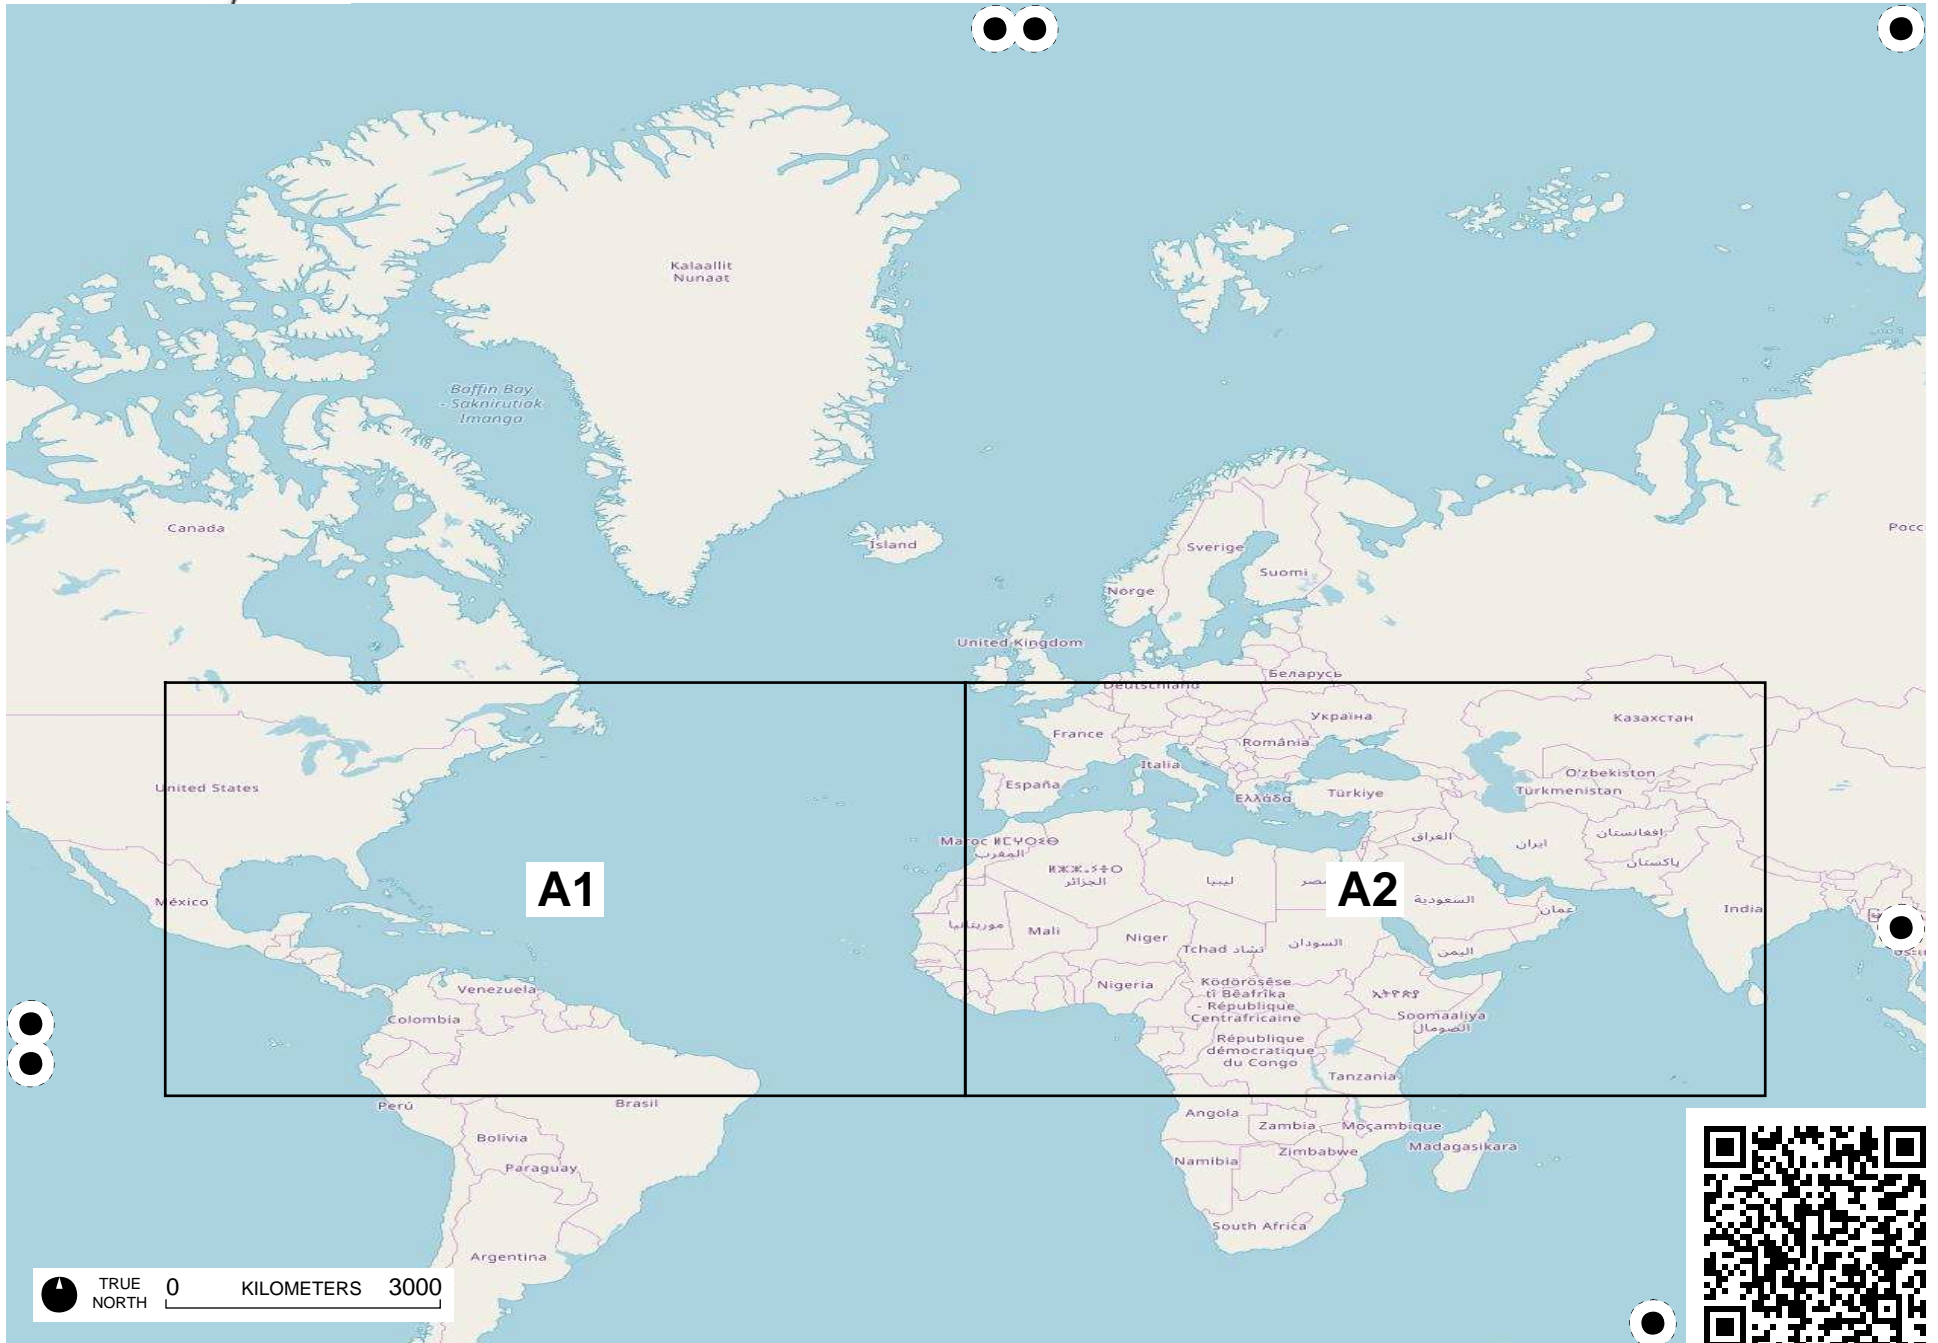 Kalaallit
Nunaat
Baffin Bay
- Saknirutiak
Imanga
Canada
Ísland
Sverige
Suomi
Norge
Росс
United Kingdom
Беларусь
Deutschland
Україна
Казахстан
France
România
Italia
O'zbekiston
España
Türkmenistan
United States
Ελλάδα
Türkiye
العراق
افغانستان
Maroc ⵍⵎⵖⵔⵉⴱ
المغرب
ایران
پاکستان
ⵍⵣⵣⴰⵢⴻⵔ
الجزائر
ليبيا
مصر
السعودية
عمان
India
México
A1
A2
موريتانيا
Mali
Niger
Tchad تشاد
السودان
اليمن
Venezuela
Nigeria
Ködörösêse
tî Bêafrîka
- République
Centrafricaine
ኢትዮጵያ
Colombia
Soomaaliya
الصومال
République
démocratique
du Congo
Tanzania
Perú
Brasil
Angola
Zambia
Moçambique
Bolivia
Madagasikara
Zimbabwe
Namibia
Paraguay
South Africa
Argentina
TRUE
NORTH
0 KILOMETERS 3000